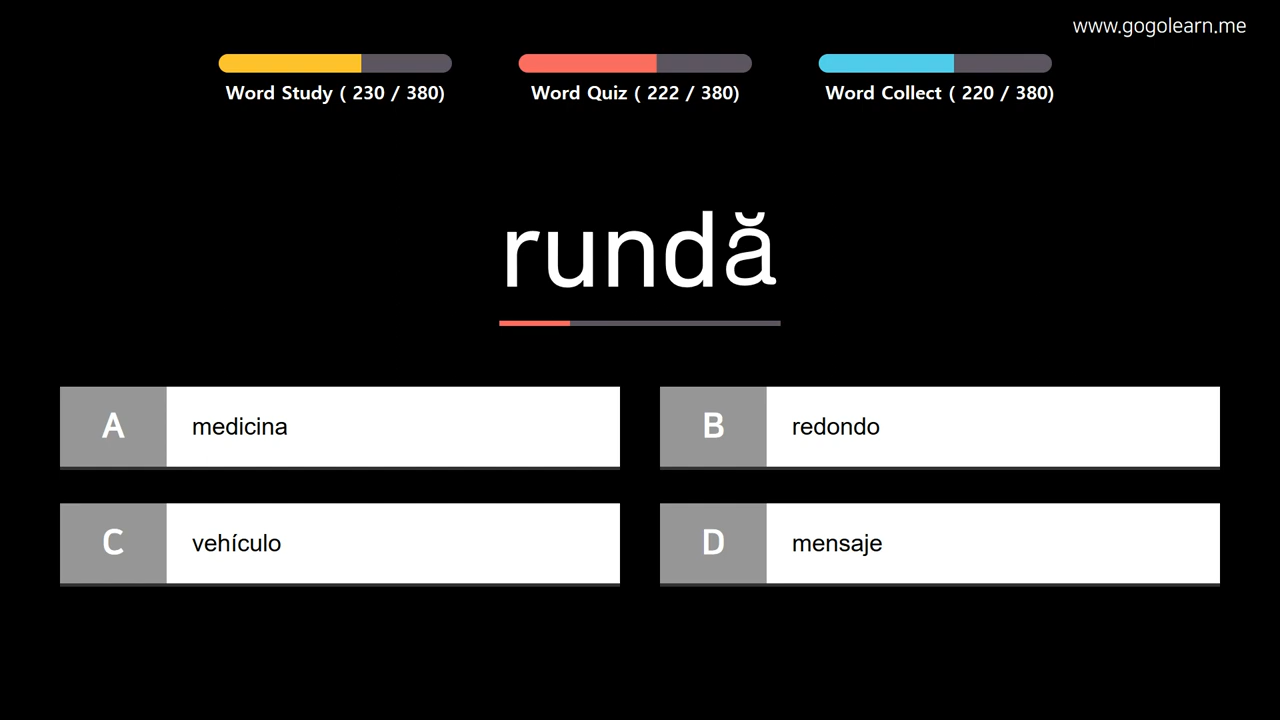 www.gogolearn.me
Word Study ( 230 / 380)
Word Quiz ( 222 / 380)
Word Collect ( 220 / 380)
rundă
A medicina
B redondo
C vehículo
D mensaje